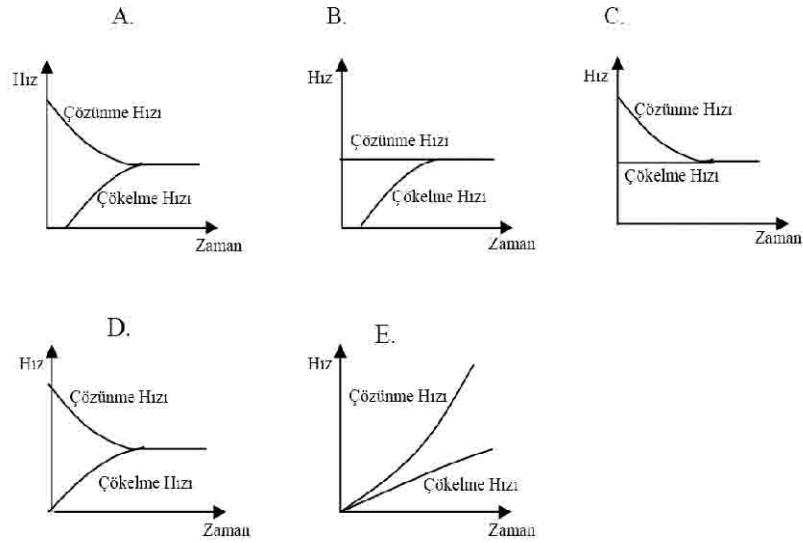 A.
Hız
Çözünme Hızı
Çökelme Hızı
Zaman
B.
Hız
Çözünme Hızı
Çökelme Hızı
Zaman
C.
Hız
Çözünme Hızı
Çökelme Hızı
Zaman
D.
Hız
Çözünme Hızı
Çökelme Hızı
Zaman
E.
Hız
Çözünme Hızı
Çökelme Hızı
Zaman